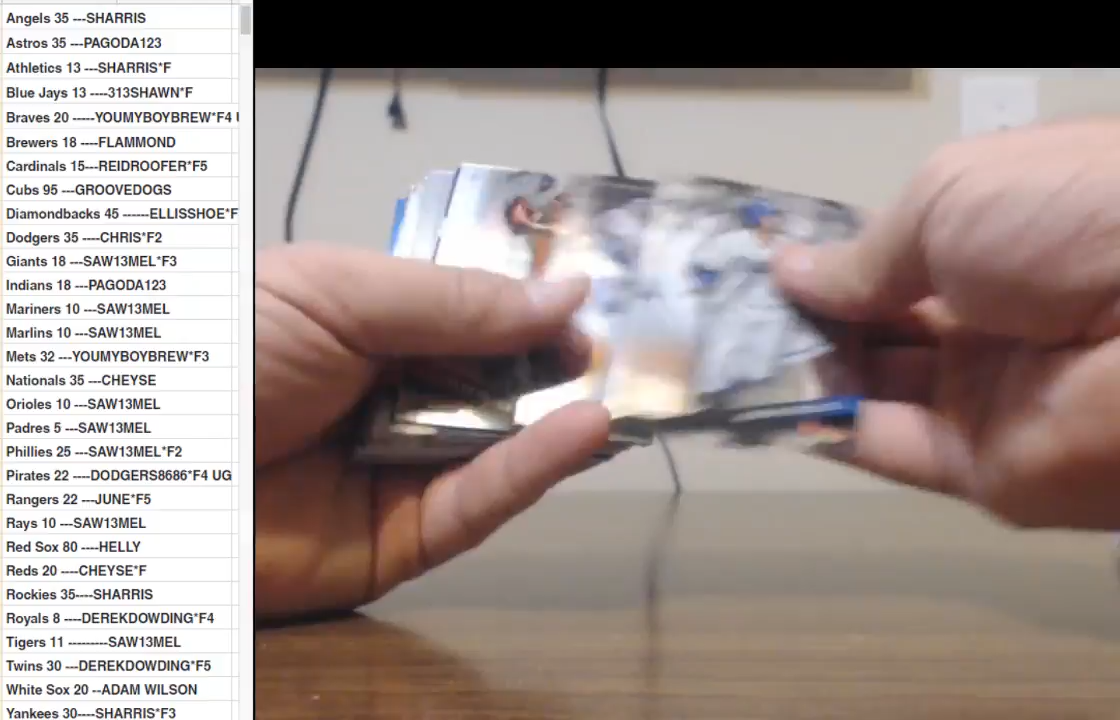 Angels 35 ---SHARRIS
Astros 35 ---PAGODA123
Athletics 13 ---SHARRIS*F
Blue Jays 13 ----313SHAWN*F
Braves 20 -----YOUMYBOYBREW*F4 U
Brewers 18 ----FLAMMOND
Cardinals 15---REIDROOFER*F5
Cubs 95 ---GROOVEDOGS
Diamondbacks 45 ------ELLISSHOE*F
Dodgers 35 ----CHRIS*F2
Giants 18 ----SAW13MEL*F3
Indians 18 ----PAGODA123
Mariners 10 ---SAW13MEL
Marlins 10 ---SAW13MEL
Mets 32 ---YOUMYBOYBREW*F3
Nationals 35 ---CHEYSE
Orioles 10 ---SAW13MEL
Padres 5 ---SAW13MEL
Phillies 25 ---SAW13MEL*F2
Pirates 22 ----DODGERS8686*F4 UG
Rangers 22 ---JUNE*F5
Rays 10 ---SAW13MEL
Red Sox 80 ----HELLY
Reds 20 ----CHEYSE*F
Rockies 35----SHARRIS
Royals 8 ----DEREKDOWDING*F4
Tigers 11 ---------SAW13MEL
Twins 30 ---DEREKDOWDING*F5
White Sox 20 --ADAM WILSON
Yankees 30----SHARRIS*F3